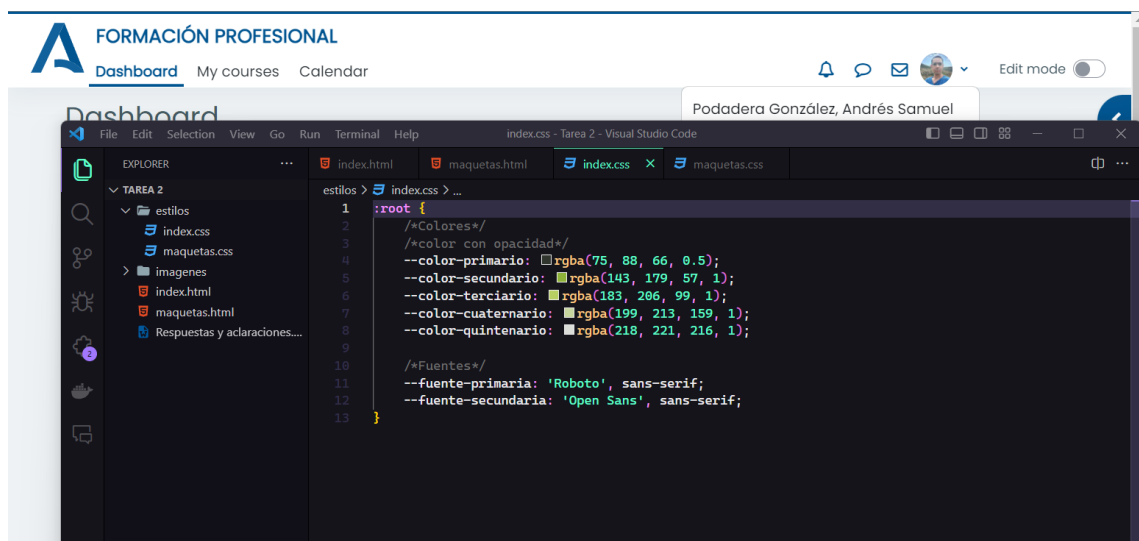 FORMACIÓN PROFESIONAL
Dashboard My courses Calendar
Edit mode
Podadera González, Andrés Samuel
Dashboard
File Edit Selection View Go Run Terminal Help
index.css - Tarea 2 - Visual Studio Code
EXPLORER ...
index.html maquetas.html index.css × maquetas.css
TAREA 2
estilos
index.css
maquetas.css
imagenes
index.html
maquetas.html
Respuestas y aclaraciones....
2
estilos > index.css > ...
1 :root {
2 /*Colores*/
3 /*color con opacidad*/
4 --color-primario: rgba(75, 88, 66, 0.5);
5 --color-secundario: rgba(143, 179, 57, 1);
6 --color-terciario: rgba(183, 206, 99, 1);
7 --color-cuaternario: rgba(199, 213, 159, 1);
8 --color-quintenario: rgba(218, 221, 216, 1);
9
10 /*Fuentes*/
11 --fuente-primaria: 'Roboto', sans-serif;
12 --fuente-secundaria: 'Open Sans', sans-serif;
13 }